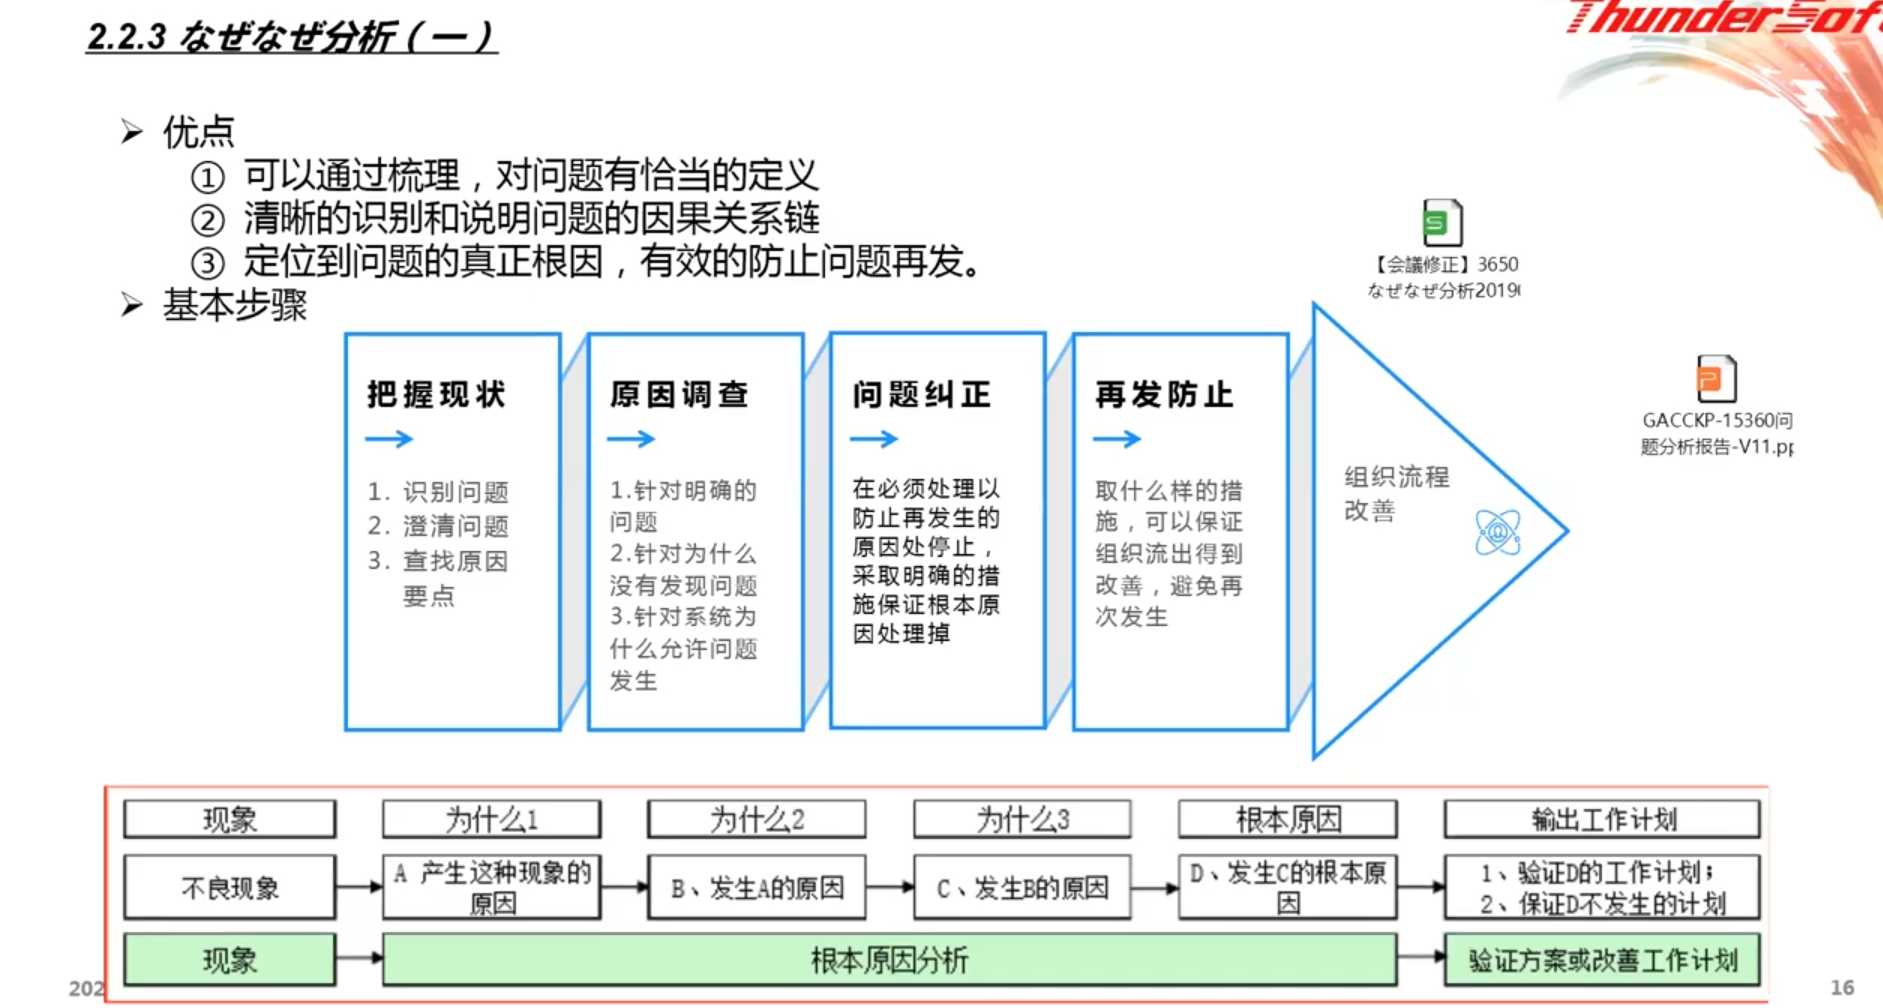 2.2.3 なぜなぜ分析（一）
ThunderSoft
优点
① 可以通过梳理，对问题有恰当的定义
② 清晰的识别和说明问题的因果关系链
③ 定位到问题的真正根因，有效的防止问题再发。
基本步骤
【会議修正】3650
なぜなぜ分析2019
GACCKP-15360问
题分析报告-V11.pp
把握现状
1. 识别问题
2. 澄清问题
3. 查找原因
要点
原因调查
1.针对明确的
问题
2.针对为什么
没有发现问题
3.针对系统为
什么允许问题
发生
问题纠正
在必须处理以
防止再发生的
原因处停止，
采取明确的措
施保证根本原
因处理掉
再发防止
取什么样的措
施，可以保证
组织流出得到
改善，避免再
次发生
组织流程
改善
现象
为什么1
为什么2
为什么3
根本原因
输出工作计划
不良现象
A 产生这种现象的
原因
B、发生A的原因
C、发生B的原因
D、发生C的根本原
因
1、验证D的工作计划；
2、保证D不发生的计划
现象
根本原因分析
验证方案或改善工作计划
202
16